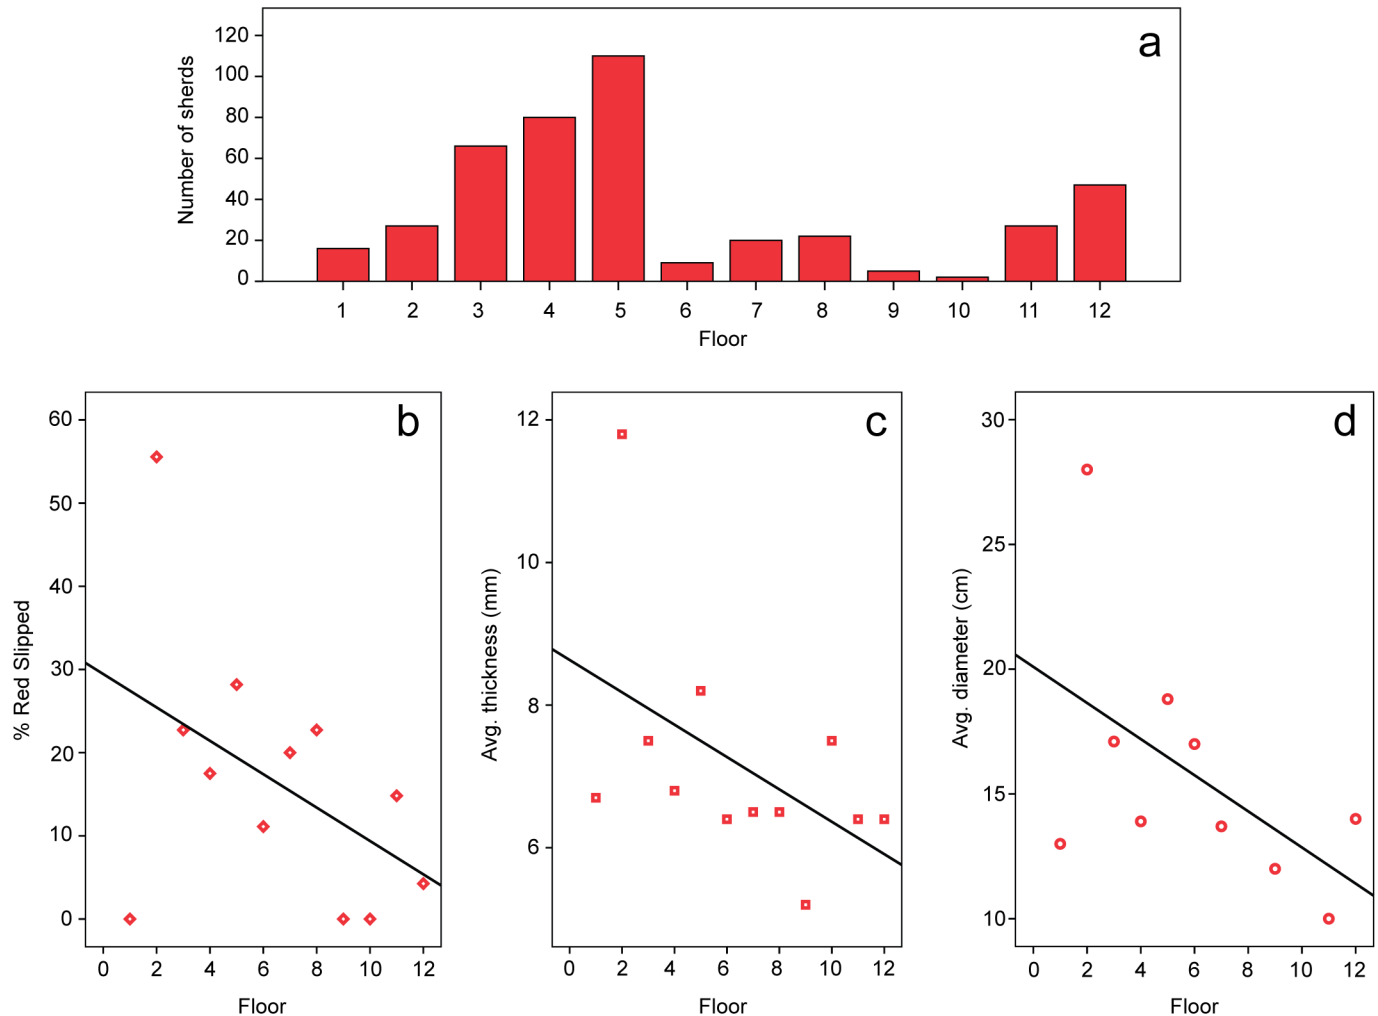 a
Number of sherds
120
100
80
60
40
20
0
1 2 3 4 5 6 7 8 9 10 11 12
Floor
b
% Red Slipped
60
50
40
30
20
10
0
0 2 4 6 8 10 12
Floor
c
Avg. thickness (mm)
12
10
8
6
0 2 4 6 8 10 12
Floor
d
Avg. diameter (cm)
30
25
20
15
10
0 2 4 6 8 10 12
Floor